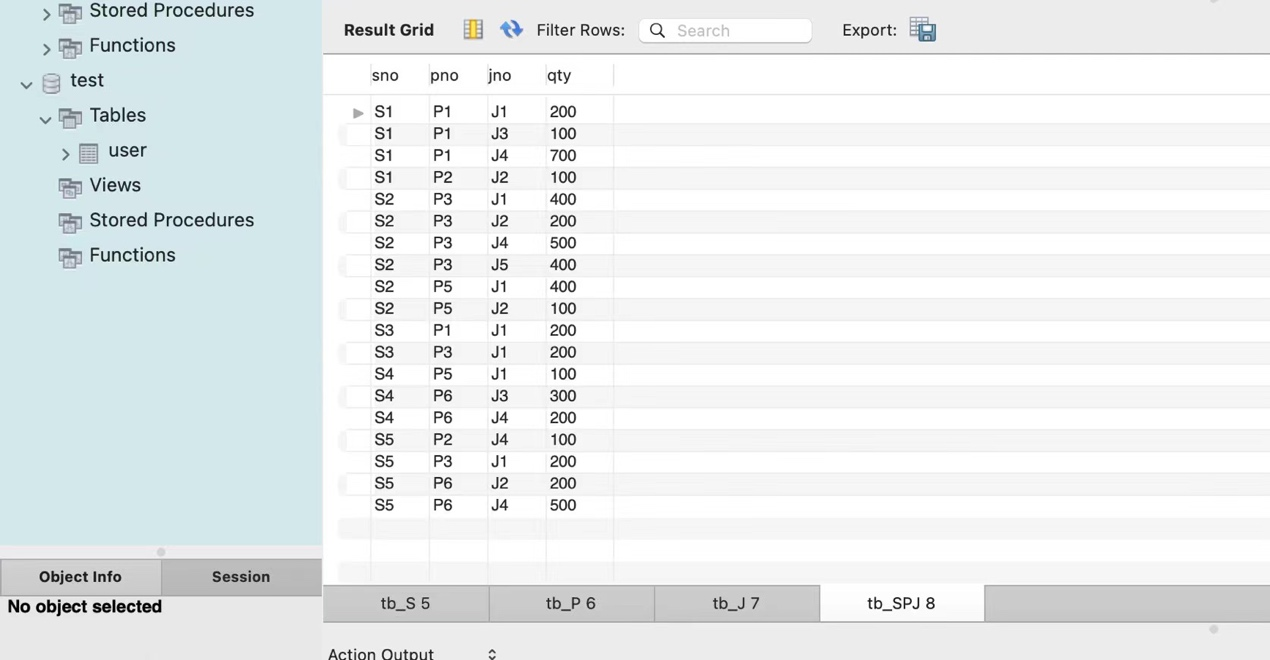 Stored Procedures
Functions
test
Tables
user
Views
Stored Procedures
Functions
Object Info Session
No object selected
Result Grid Filter Rows: Search Export:
sno pno jno qty
S1 P1 J1 200
S1 P1 J3 100
S1 P1 J4 700
S1 P2 J2 100
S2 P3 J1 400
S2 P3 J2 200
S2 P3 J4 500
S2 P3 J5 400
S2 P5 J1 400
S2 P5 J2 100
S3 P1 J1 200
S3 P3 J1 200
S4 P5 J1 100
S4 P6 J3 300
S4 P6 J4 200
S5 P2 J4 100
S5 P3 J1 200
S5 P6 J2 200
S5 P6 J4 500
tb_S 5 tb_P 6 tb_J 7 tb_SPJ 8
Action Output